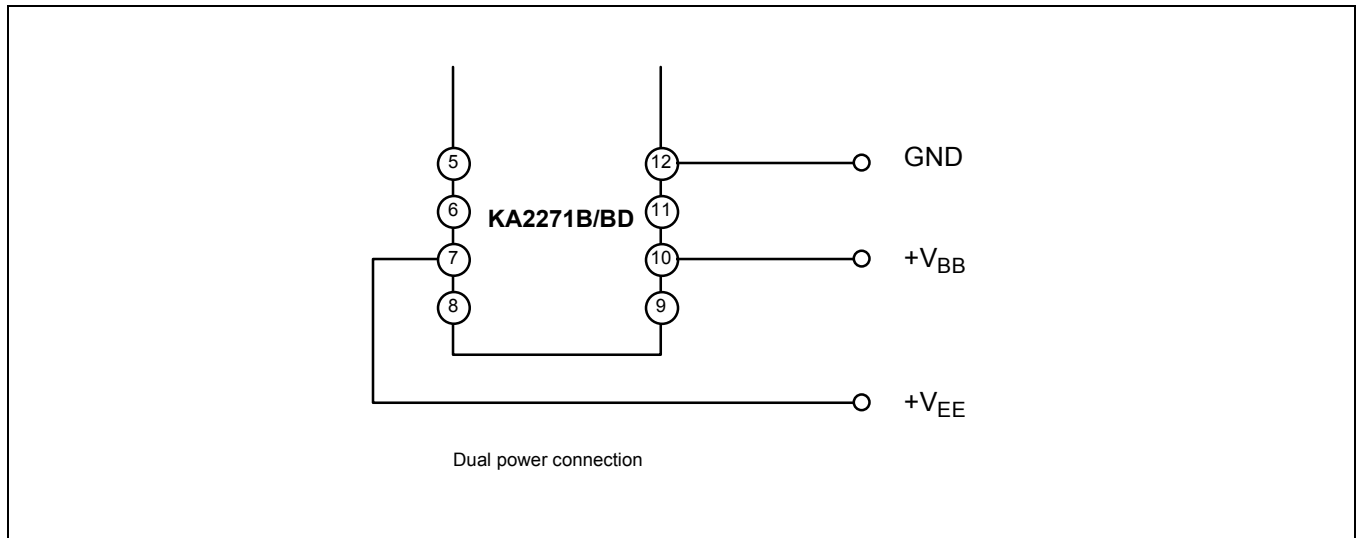 5
12
GND
6
KA2271B/BD
11
7
10
+VBB
8
9
+VEE
Dual power connection